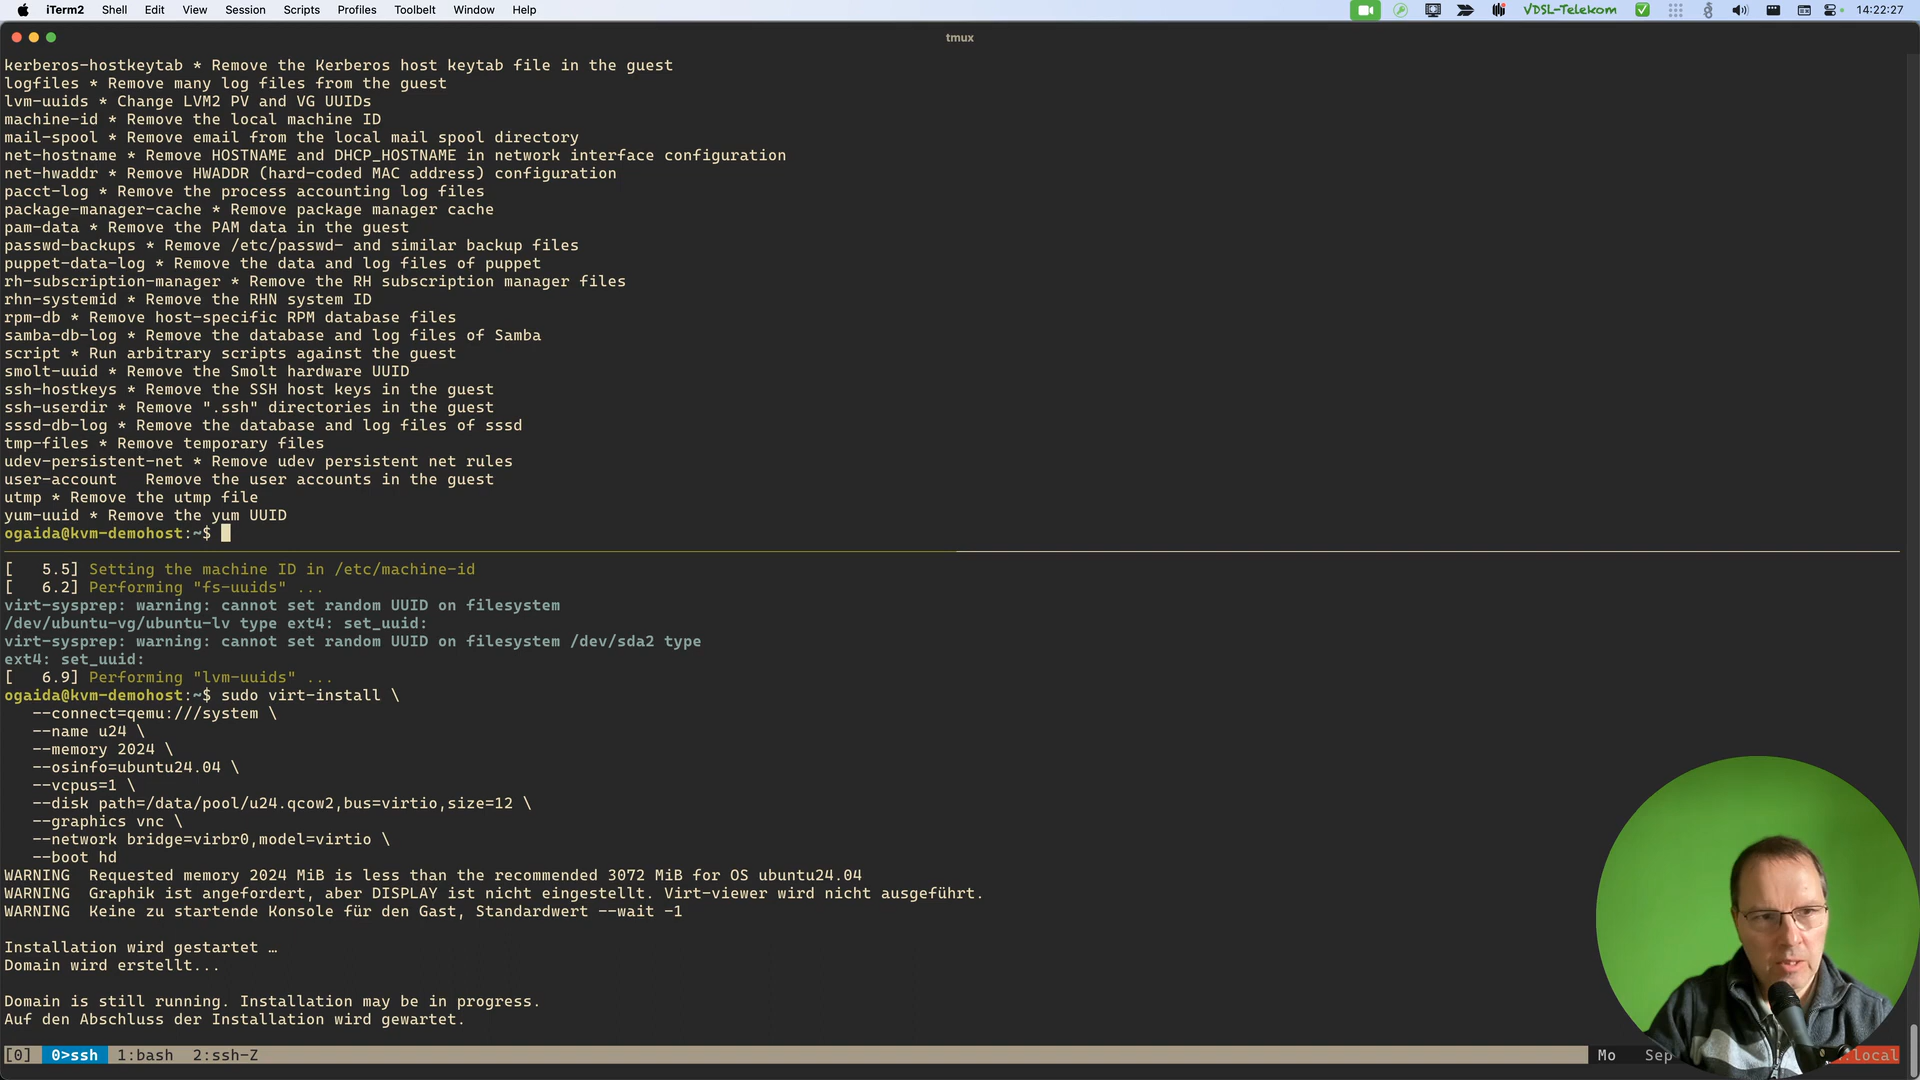 iTerm2 Shell Edit View Session Scripts Profiles Toolbelt Window Help VDSL-Telekom 14:22:27
tmux
kerberos-hostkeytab * Remove the Kerberos host keytab file in the guest
logfiles * Remove many log files from the guest
lvm-uuids * Change LVM2 PV and VG UUIDs
machine-id * Remove the local machine ID
mail-spool * Remove email from the local mail spool directory
net-hostname * Remove HOSTNAME and DHCP_HOSTNAME in network interface configuration
net-hwaddr * Remove HWADDR (hard-coded MAC address) configuration
pacct-log * Remove the process accounting log files
package-manager-cache * Remove package manager cache
pam-data * Remove the PAM data in the guest
passwd-backups * Remove /etc/passwd- and similar backup files
puppet-data-log * Remove the data and log files of puppet
rh-subscription-manager * Remove the RH subscription manager files
rhn-systemid * Remove the RHN system ID
rpm-db * Remove host-specific RPM database files
samba-db-log * Remove the database and log files of Samba
script * Run arbitrary scripts against the guest
smolt-uuid * Remove the Smolt hardware UUID
ssh-hostkeys * Remove the SSH host keys in the guest
ssh-userdir * Remove ".ssh" directories in the guest
sssd-db-log * Remove the database and log files of sssd
tmp-files * Remove temporary files
udev-persistent-net * Remove udev persistent net rules
user-account   Remove the user accounts in the guest
utmp * Remove the utmp file
yum-uuid * Remove the yum UUID
ogaida@kvm-demohost:~$
[   5.5] Setting the machine ID in /etc/machine-id
[   6.2] Performing "fs-uuids" ...
virt-sysprep: warning: cannot set random UUID on filesystem
/dev/ubuntu-vg/ubuntu-lv type ext4: set_uuid:
virt-sysprep: warning: cannot set random UUID on filesystem /dev/sda2 type
ext4: set_uuid:
[   6.9] Performing "lvm-uuids" ...
ogaida@kvm-demohost:~$ sudo virt-install \
--connect=qemu:///system \
--name u24 \
--memory 2024 \
--osinfo=ubuntu24.04 \
--vcpus=1 \
--disk path=/data/pool/u24.qcow2,bus=virtio,size=12 \
--graphics vnc \
--network bridge=virbr0,model=virtio \
--boot hd
WARNING  Requested memory 2024 MiB is less than the recommended 3072 MiB for OS ubuntu24.04
WARNING  Graphik ist angefordert, aber DISPLAY ist nicht eingestellt. Virt-viewer wird nicht ausgeführt.
WARNING  Keine zu startende Konsole für den Gast, Standardwert --wait -1
Installation wird gestartet …
Domain wird erstellt...
Domain is still running. Installation may be in progress.
Auf den Abschluss der Installation wird gewartet.
[0] 0>ssh 1:bash 2:ssh-Z Mo Sep local